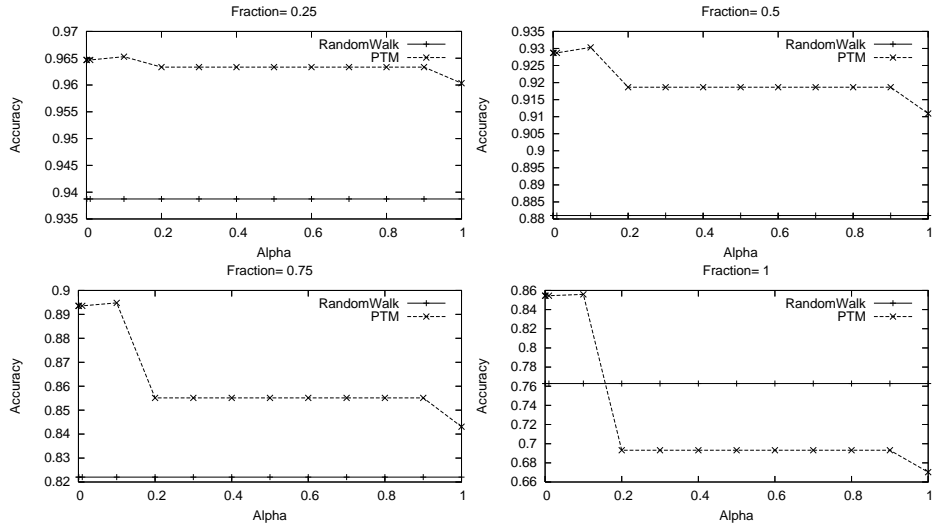 Fraction= 0.25
0.97
0.965
0.96
0.955
0.95
0.945
0.94
0.935
Accuracy
RandomWalk
PTM
0 0.2 0.4 0.6 0.8 1
Alpha
Fraction= 0.5
0.935
0.93
0.925
0.92
0.915
0.91
0.905
0.9
0.895
0.89
0.885
0.88
Accuracy
RandomWalk
PTM
0 0.2 0.4 0.6 0.8 1
Alpha
Fraction= 0.75
0.9
0.89
0.88
0.87
0.86
0.85
0.84
0.83
0.82
Accuracy
RandomWalk
PTM
0 0.2 0.4 0.6 0.8 1
Alpha
Fraction= 1
0.86
0.84
0.82
0.8
0.78
0.76
0.74
0.72
0.7
0.68
0.66
Accuracy
RandomWalk
PTM
0 0.2 0.4 0.6 0.8 1
Alpha